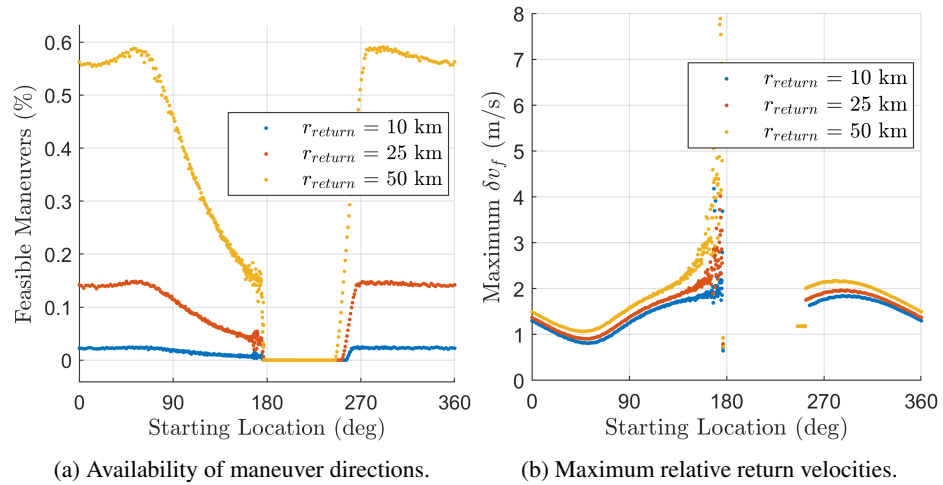 0.6
0.5
0.4
0.3
0.2
0.1
0
Feasible Maneuvers (%)
r_return = 10 km
r_return = 25 km
r_return = 50 km
0 90 180 270 360
Starting Location (deg)
(a) Availability of maneuver directions.
8
7
6
5
4
3
2
1
0
Maximum δv_f (m/s)
r_return = 10 km
r_return = 25 km
r_return = 50 km
0 90 180 270 360
Starting Location (deg)
(b) Maximum relative return velocities.